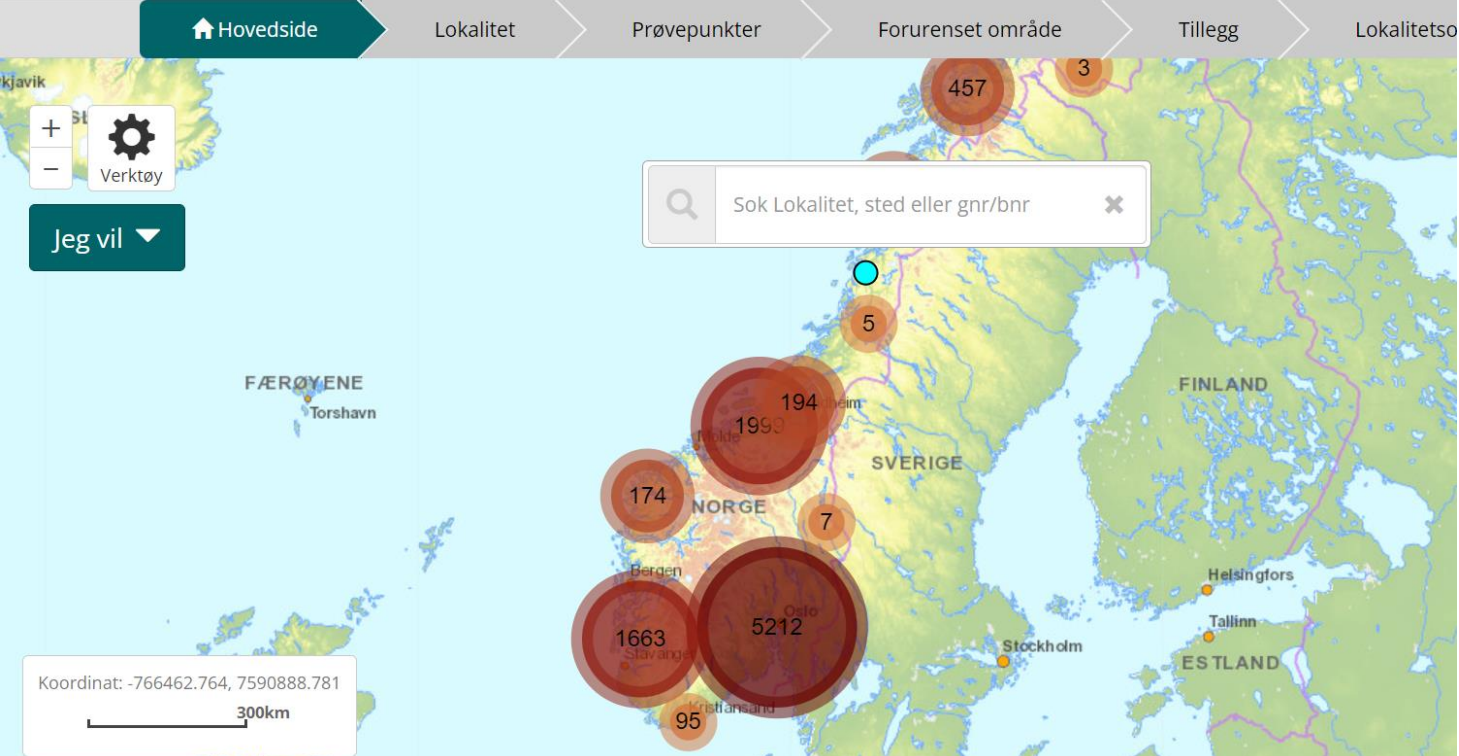 Hovedside
Lokalitet
Prøvepunkter
Forurenset område
Tillegg
Lokalitetso
kjavik
457
3
+
−
Verktøy
Sok Lokalitet, sted eller gnr/bnr
Jeg vil
5
FÆRØYENE
Torshavn
194
heim
1999
Molde
FINLAND
SVERIGE
174
NORGE
7
Bergen
Helsingfors
Oslo
5212
1663
Stavanger
Tallinn
Stockholm
ESTLAND
Koordinat: -766462.764, 7590888.781
300km
Kristiansand
95